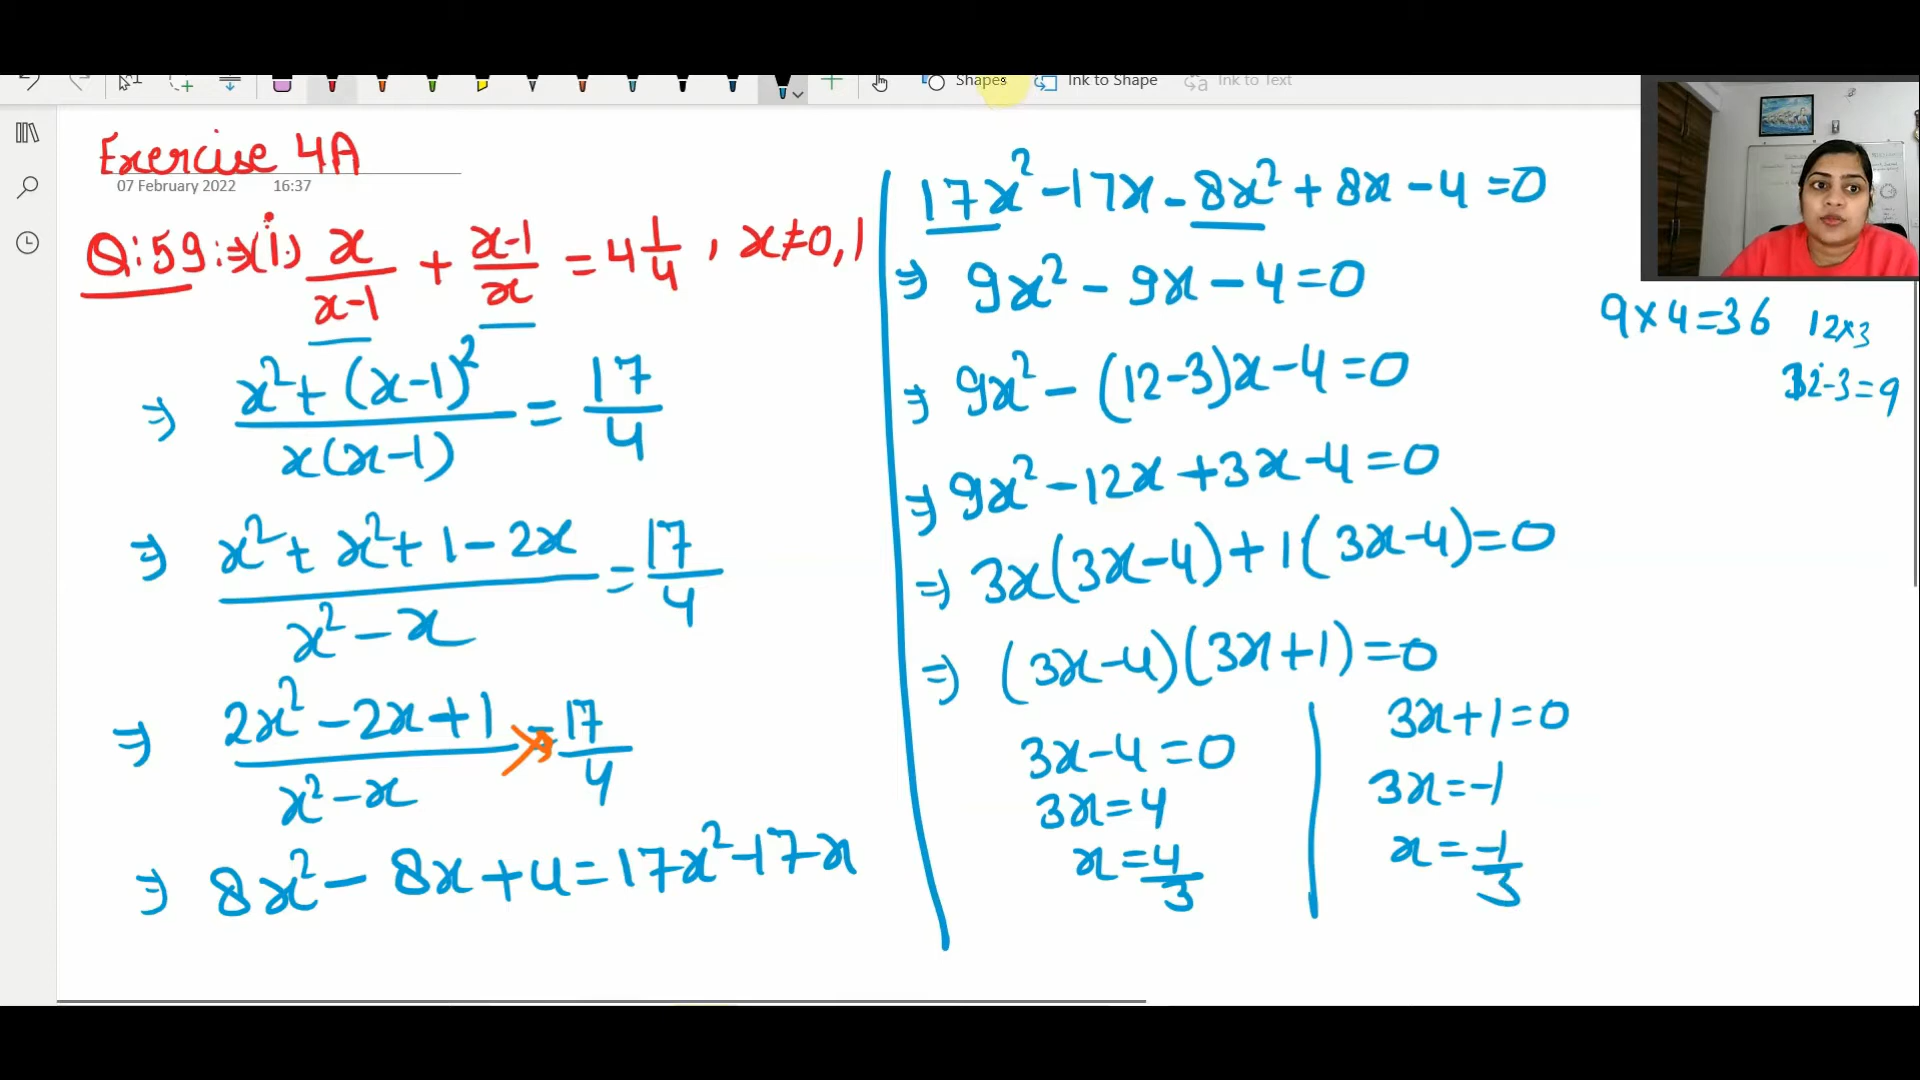 Shapes Ink to Shape Ink to Text
Exercise 4A
07 February 2022 16:37
Q:59:⇒(i) x/(x-1) + (x-1)/x = 4 1/4 , x≠0,1
⇒ (x²+(x-1)²)/(x(x-1)) = 17/4
⇒ (x²+x²+1-2x)/(x²-x) = 17/4
⇒ (2x²-2x+1)/(x²-x) = 17/4
⇒ 8x²-8x+4=17x²-17x
17x²-17x-8x²+8x-4=0
⇒ 9x²-9x-4=0
⇒ 9x²-(12-3)x-4=0
⇒ 9x²-12x+3x-4=0
⇒ 3x(3x-4)+1(3x-4)=0
⇒ (3x-4)(3x+1)=0
3x-4=0
3x=4
x=4/3
3x+1=0
3x=-1
x=-1/3
9×4=36 12×3
12-3=9